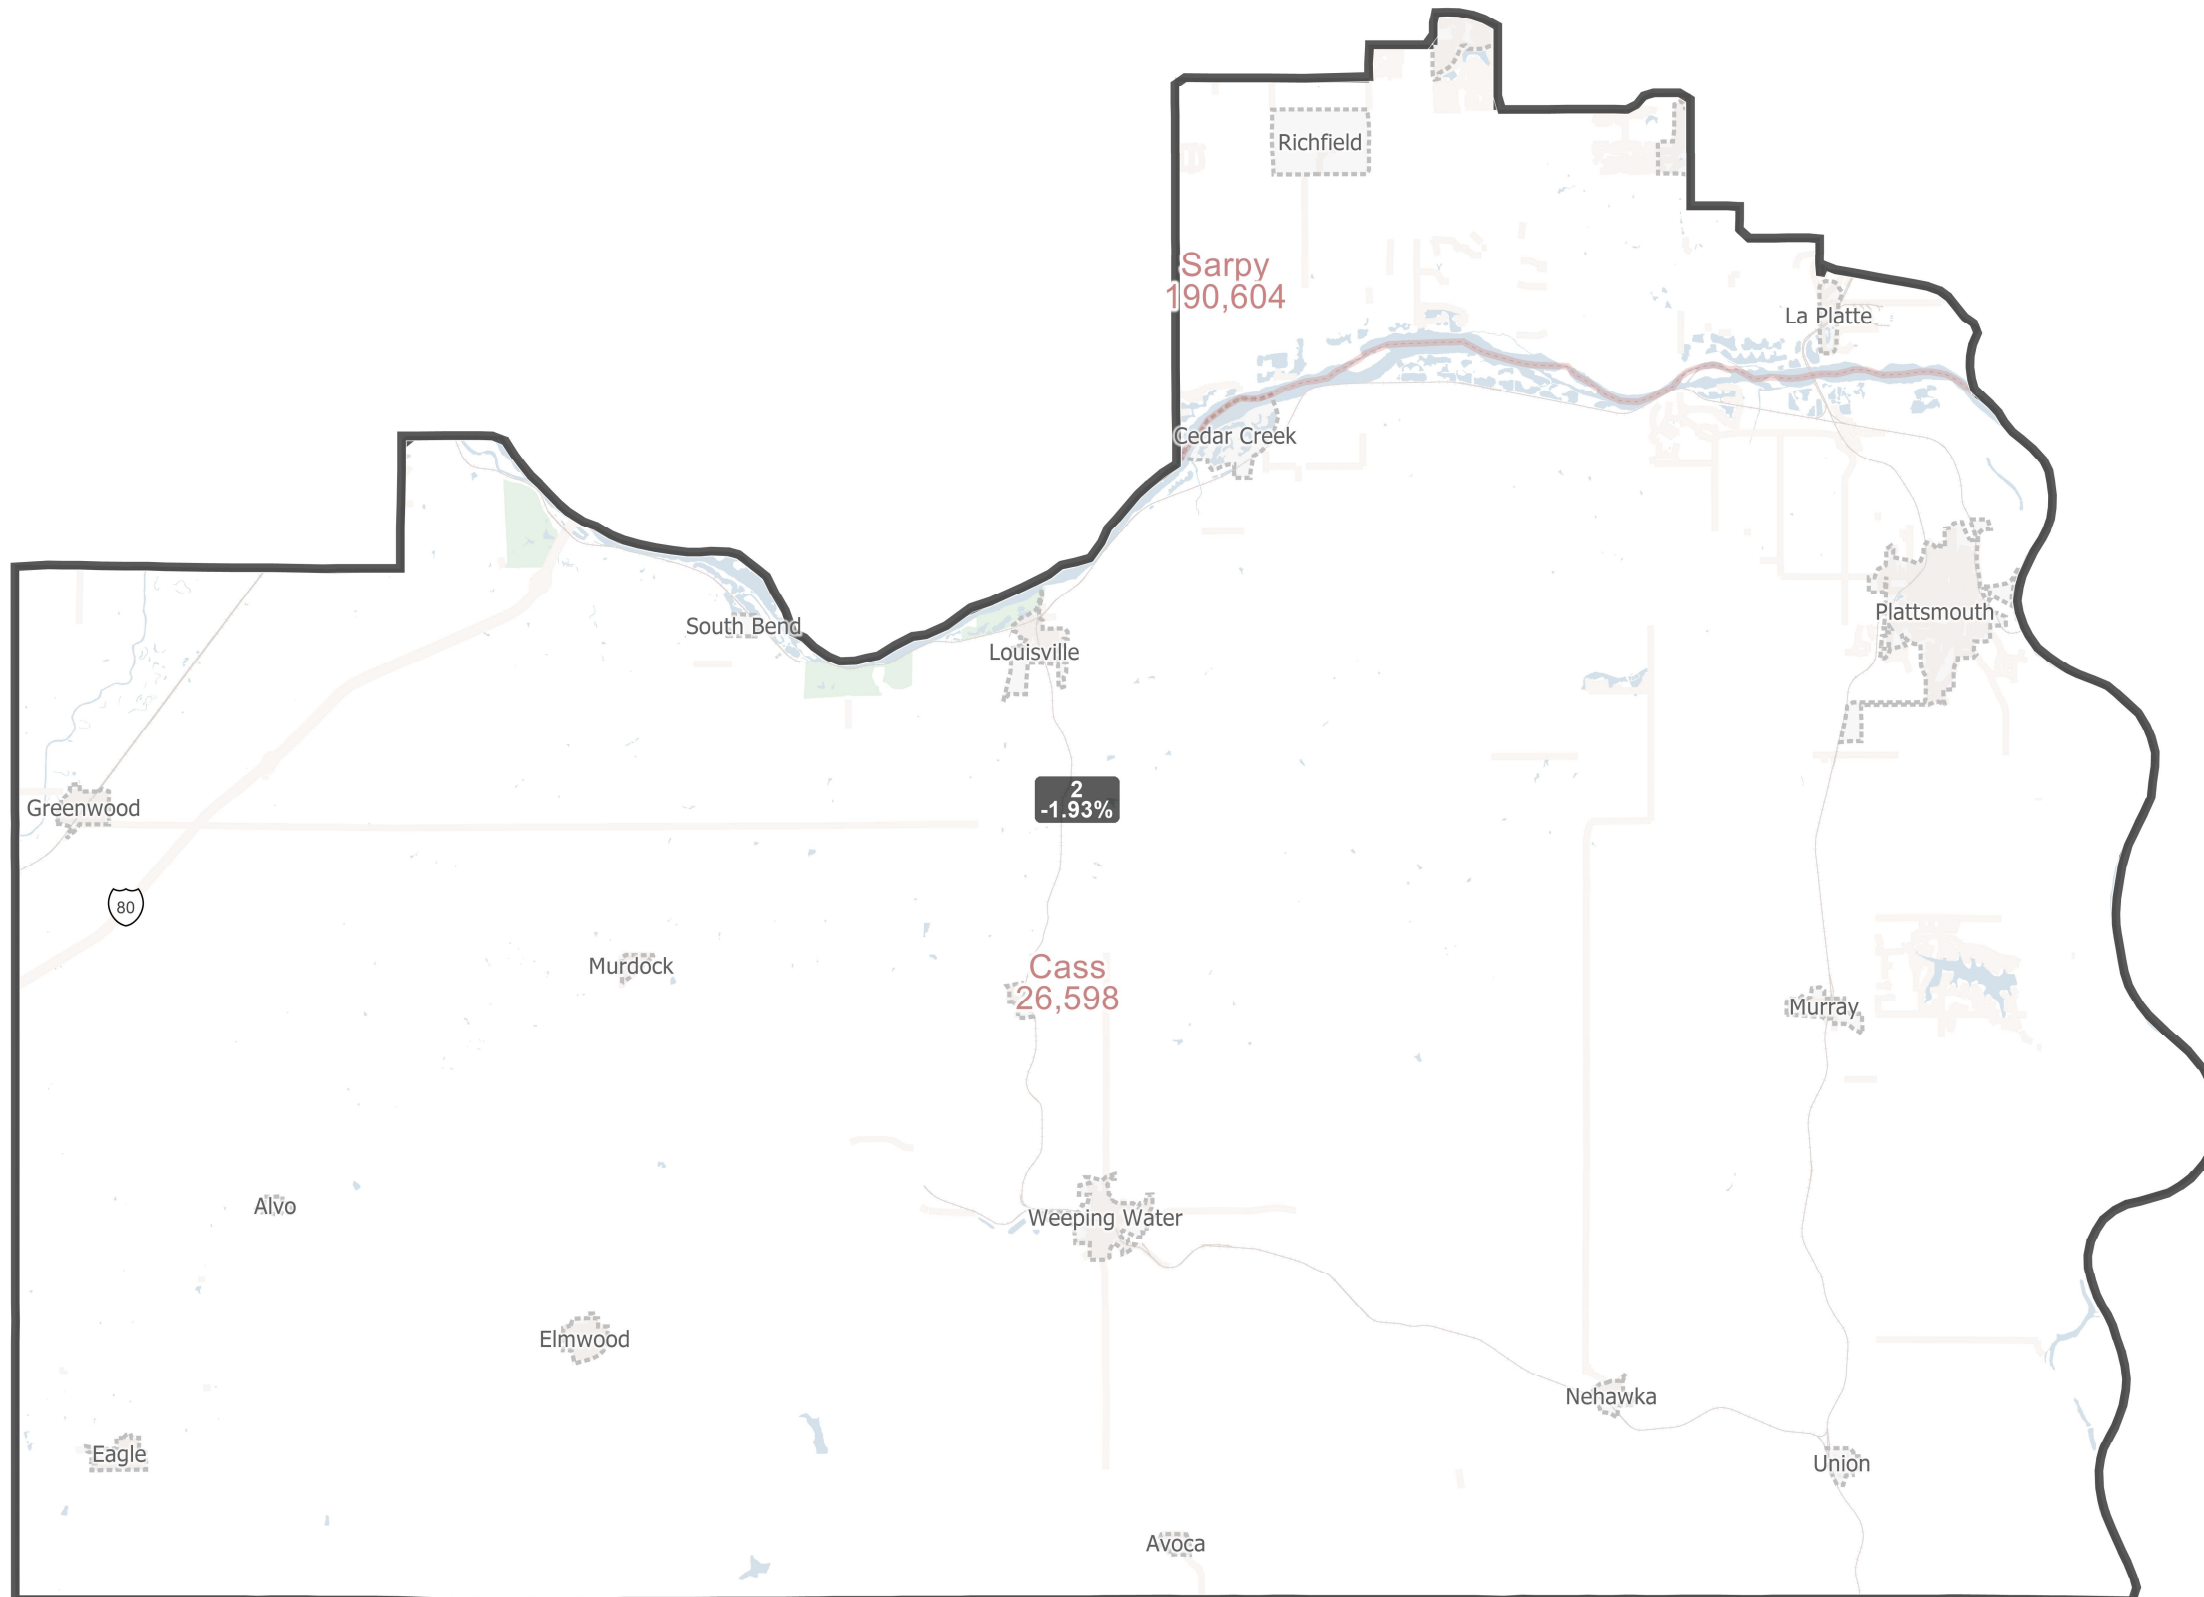 Richfield
Sarpy
190,604
La Platte
Cedar Creek
Plattsmouth
South Bend
Louisville
2
-1.93%
Greenwood
80
Murdock
Cass
26,598
Murray
Alvo
Weeping Water
Elmwood
Nehawka
Eagle
Union
Avoca